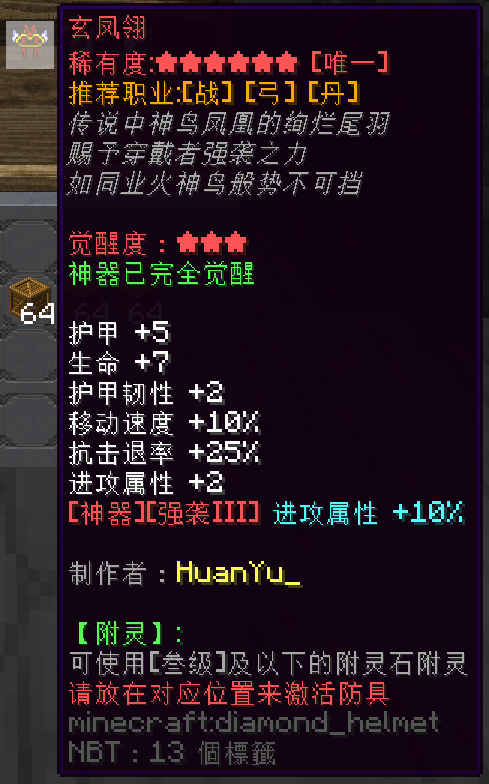 玄凤翎
稀有度:★★★★★★ [唯一]
推荐职业:[战] [弓] [丹]
传说中神鸟凤凰的绚烂尾羽
赐予穿戴者强袭之力
如同业火神鸟般势不可挡
觉醒度：★★★
神器已完全觉醒
护甲 +5
生命 +7
护甲韧性 +2
移动速度 +10%
抗击退率 +25%
进攻属性 +2
[神器][强袭III] 进攻属性 +10%
制作者：HuanYu_
【附灵】:
可使用[叁级]及以下的附灵石附灵
请放在对应位置来激活防具
minecraft:diamond_helmet
NBT：13 個標籤
64